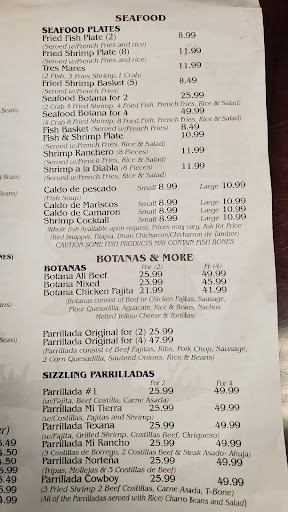 SEAFOOD
SEAFOOD PLATES
Fried Fish Plate (2) 8.99
(Served w/French Fries and rice)
Fried Shrimp Plate (8) 11.99
(Served w/French Fries and rice)
Tres Mares 11.99
(2 Fish, 3 Fries Shrimp, 1 Crab)
Fried Shrimp Basket (5) 8.49
(Served w/French Fries)
Seafood Botana for 2 25.99
(2 Crab 4 Fried Shrimp, 4 Fried Fish, French Fries, Rice & Salad)
Seafood Botana for 4 49.99
(4 Crab 8 Fried Shrimp, 8 Fried Fish, French Fries, Rice & Salad)
Fish Basket (Served w/French Fries) 8.49
Fish & Shrimp Plate 10.99
(Served w/French Fries, Rice & Salad)
Shrimp Ranchero (8 Pieces) 11.99
(Served w/French Fries, Rice & Salad)
Shrimp a la Diabla (8 Pieces) 11.99
(Served w/French Fries, Rice & Salad)
Caldo de pescado Small 8.99 Large 10.99
(Fish Soup)
Caldo de Mariscos Small 8.99 Large 10.99
Caldo de Camaron Small 8.99 Large 10.99
Shrimp Cocktail Small 8.99 Large 10.99
Whole fish Available upon request, Prices may vary, Ask for Price
(Red Snapper, Tilapia, Drum Chicharron/Chicharron de Tambor)
CAUTION SOME FISH PRODUCTS MAY CONTAIN FISH BONES
BOTANAS & MORE
BOTANAS For (2) Fr (4)
Botana All Beef 25.99 49.99
Botana Mixed 23.99 45.99
Botana Chicken Fajita 21.99 41.99
(Botanas consist of Beef or Chicken Fajitas, Sausage,
Flour Quesadilla, Aguacate, Rice & Beans, Nachos,
Melted Yellow Cheese & Tortillas)
Parrillada Original for (2) 25.99
Parrillada Original for (4) 47.99
(Parrillada consist of Beef Fajitas, Ribs, Pork Chop, Sausage,
2 Corn Quesadilla, Sauteed Onions, Rice & Beans)
SIZZLING PARRILLADAS
For 2 For 4
Parrillada #1 25.99 49.99
(w/Fajita, Beef Costilla, Carne Asada)
Parrillada Mi Tierra 25.99 49.99
(w/Costillas, Fajitas and Shrimp)
Parrillada Texana 25.99 49.99
(w/Fajita, Grilled Shrimp, Costillas Beef, Chriqueso)
Parrillada Mi Rancho 25.99 49.99
(3 Costillas de Borrego, 2 Costillas Beef & Steak Asado- Ahuja)
Parrillada Norteña 25.99 49.99
(Tripas, Mollejas & 3 Costillas de Beef)
Parrillada Cowboy 25.99 49.99
(3 Fried Shrimp 2 Beef Costillas, Carne Asada, T-Bone)
(All of the Parrilladas served with Rice/ Charro Beans and Salad)